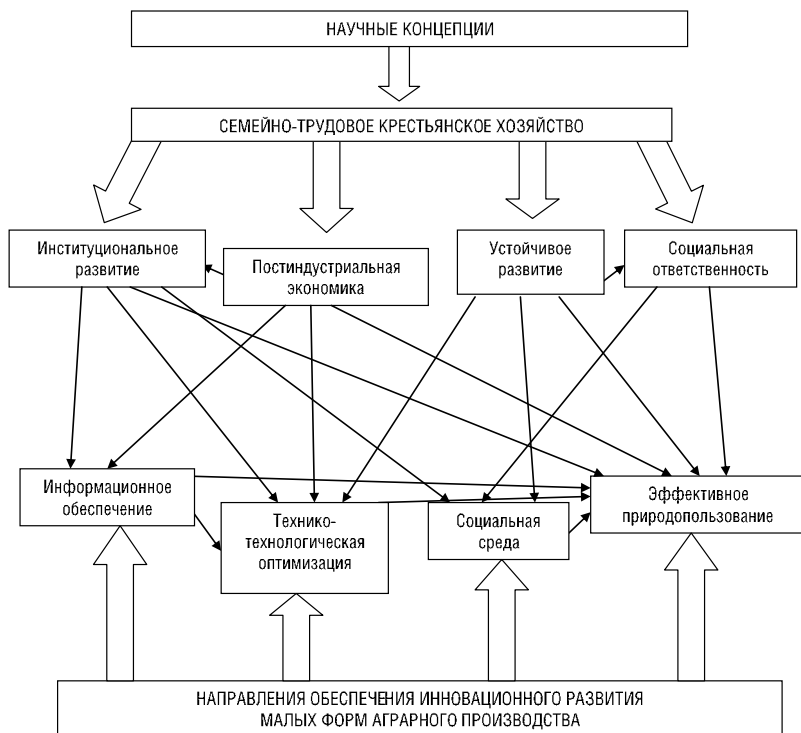 НАУЧНЫЕ КОНЦЕПЦИИ
СЕМЕЙНО-ТРУДОВОЕ КРЕСТЬЯНСКОЕ ХОЗЯЙСТВО
Институциональное
развитие
Постиндустриальная
экономика
Устойчивое
развитие
Социальная
ответственность
Информационное
обеспечение
Технико-
технологическая
оптимизация
Социальная
среда
Эффективное
природопользование
НАПРАВЛЕНИЯ ОБЕСПЕЧЕНИЯ ИННОВАЦИОННОГО РАЗВИТИЯ
МАЛЫХ ФОРМ АГРАРНОГО ПРОИЗВОДСТВА